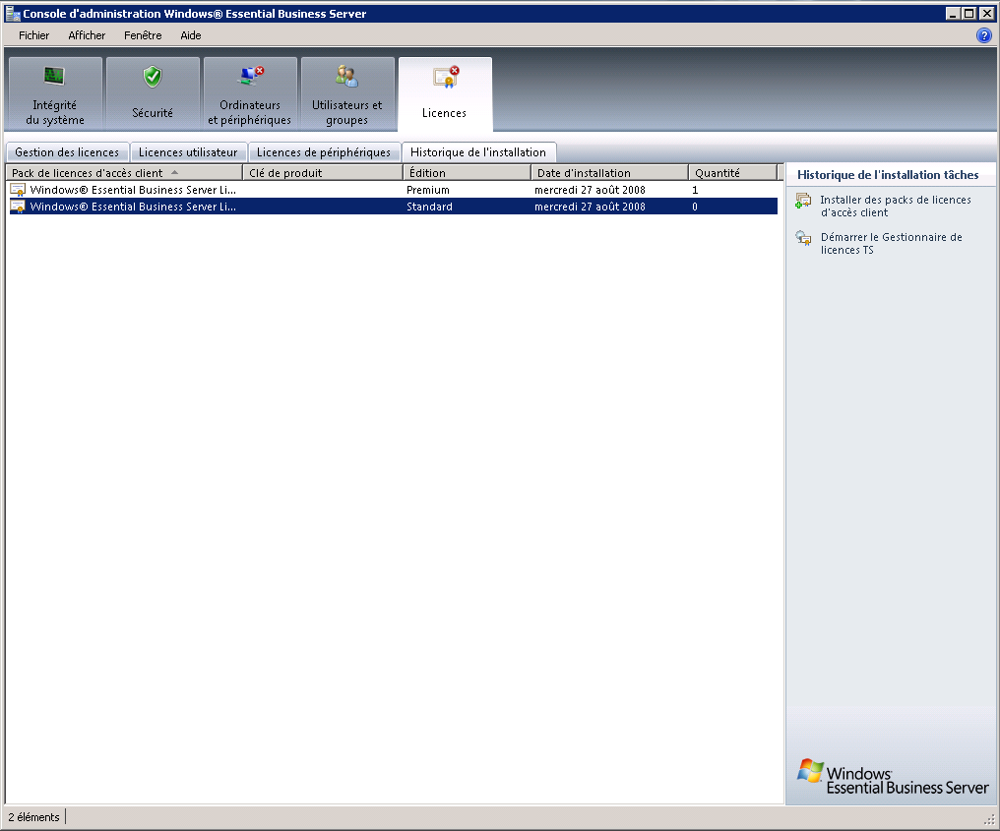 Console d'administration Windows® Essential Business Server
Fichier Afficher Fenêtre Aide
Intégrité
du système
Sécurité
Ordinateurs
et périphériques
Utilisateurs et
groupes
Licences
Gestion des licences Licences utilisateur Licences de périphériques Historique de l'installation
Pack de licences d'accès client Clé de produit Édition Date d'installation Quantité
Windows® Essential Business Server Li... Premium mercredi 27 août 2008 1
Windows® Essential Business Server Li... Standard mercredi 27 août 2008 0
Historique de l'installation tâches
Installer des packs de licences
d'accès client
Démarrer le Gestionnaire de
licences TS
Windows
Essential Business Server
2 éléments